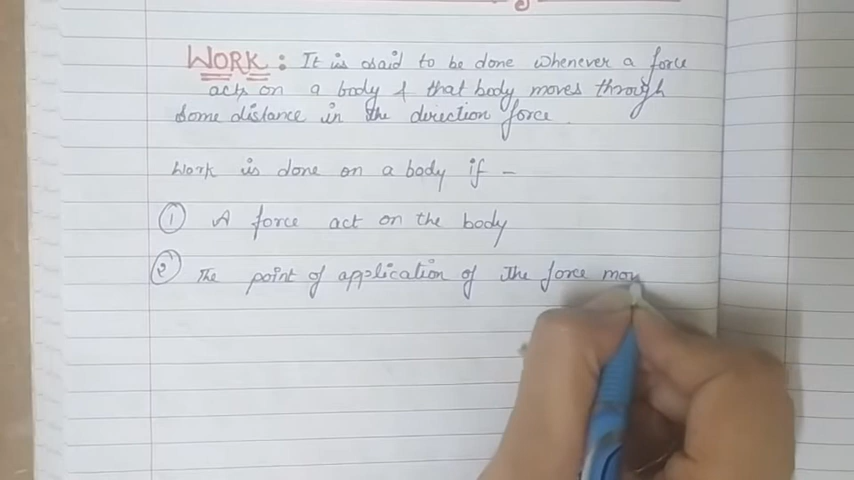 WORK : It is said to be done whenever a force
acts on a body & that body moves through
some distance in the direction force.
Work is done on a body if –
① A force act on the body
② The point of application of the force mov